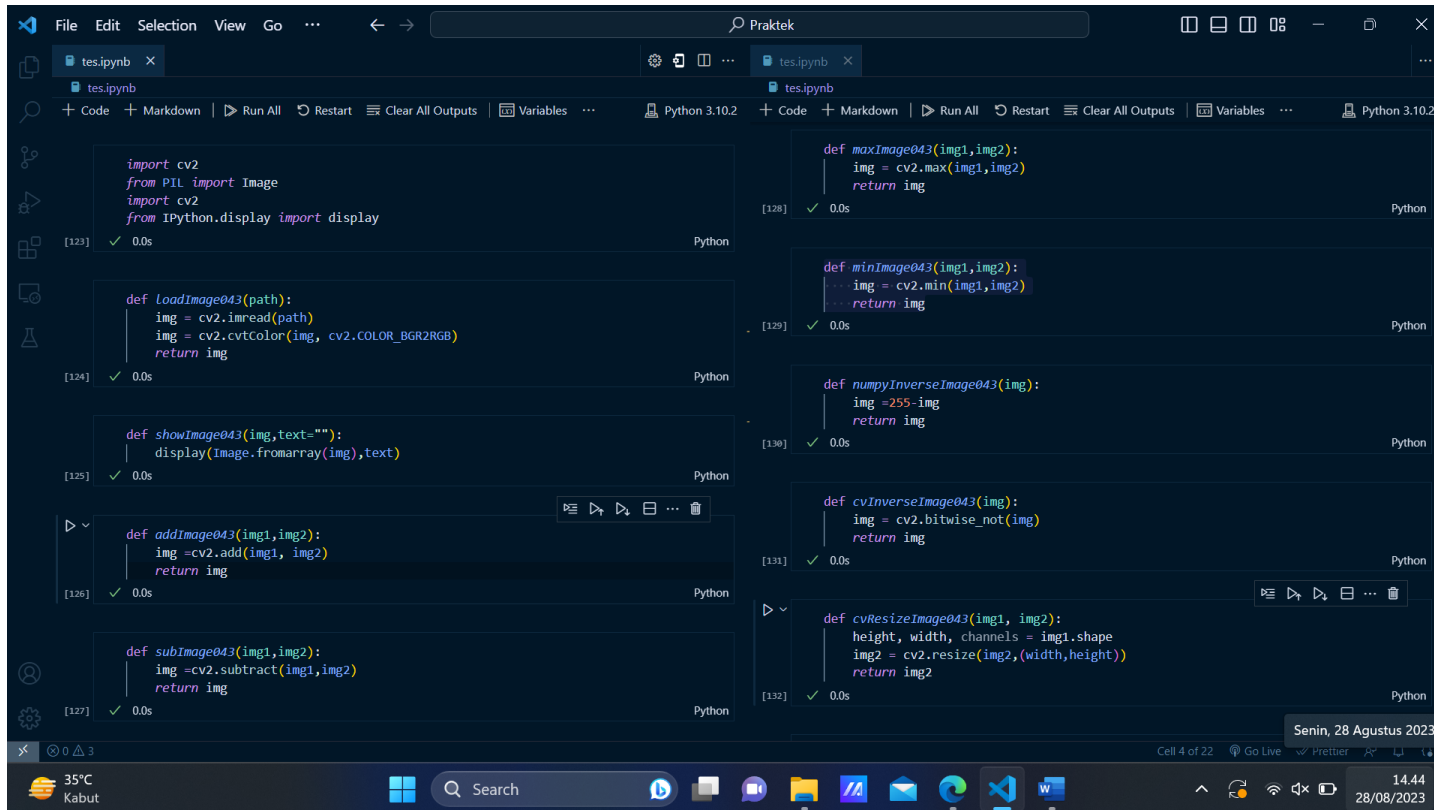 File Edit Selection View Go ··· Praktek
tes.ipynb
tes.ipynb
+ Code + Markdown | Run All Restart Clear All Outputs | Variables ··· Python 3.10.2
import cv2
from PIL import Image
import cv2
from IPython.display import display
[123] ✓ 0.0s Python
def loadImage043(path):
img = cv2.imread(path)
img = cv2.cvtColor(img, cv2.COLOR_BGR2RGB)
return img
[124] ✓ 0.0s Python
def showImage043(img,text=""):
display(Image.fromarray(img),text)
[125] ✓ 0.0s Python
def addImage043(img1,img2):
img =cv2.add(img1, img2)
return img
[126] ✓ 0.0s Python
def subImage043(img1,img2):
img =cv2.subtract(img1,img2)
return img
[127] ✓ 0.0s Python
tes.ipynb
tes.ipynb
+ Code + Markdown | Run All Restart Clear All Outputs | Variables ··· Python 3.10.2
def maxImage043(img1,img2):
img = cv2.max(img1,img2)
return img
[128] ✓ 0.0s Python
def minImage043(img1,img2):
img = cv2.min(img1,img2)
return img
[129] ✓ 0.0s Python
def numpyInverseImage043(img):
img =255-img
return img
[130] ✓ 0.0s Python
def cvInverseImage043(img):
img = cv2.bitwise_not(img)
return img
[131] ✓ 0.0s Python
def cvResizeImage043(img1, img2):
height, width, channels = img1.shape
img2 = cv2.resize(img2,(width,height))
return img2
[132] ✓ 0.0s Python
Senin, 28 Agustus 2023
0 3 Cell 4 of 22 Go Live Prettier
35°C
Kabut
Search
14.44
28/08/2023